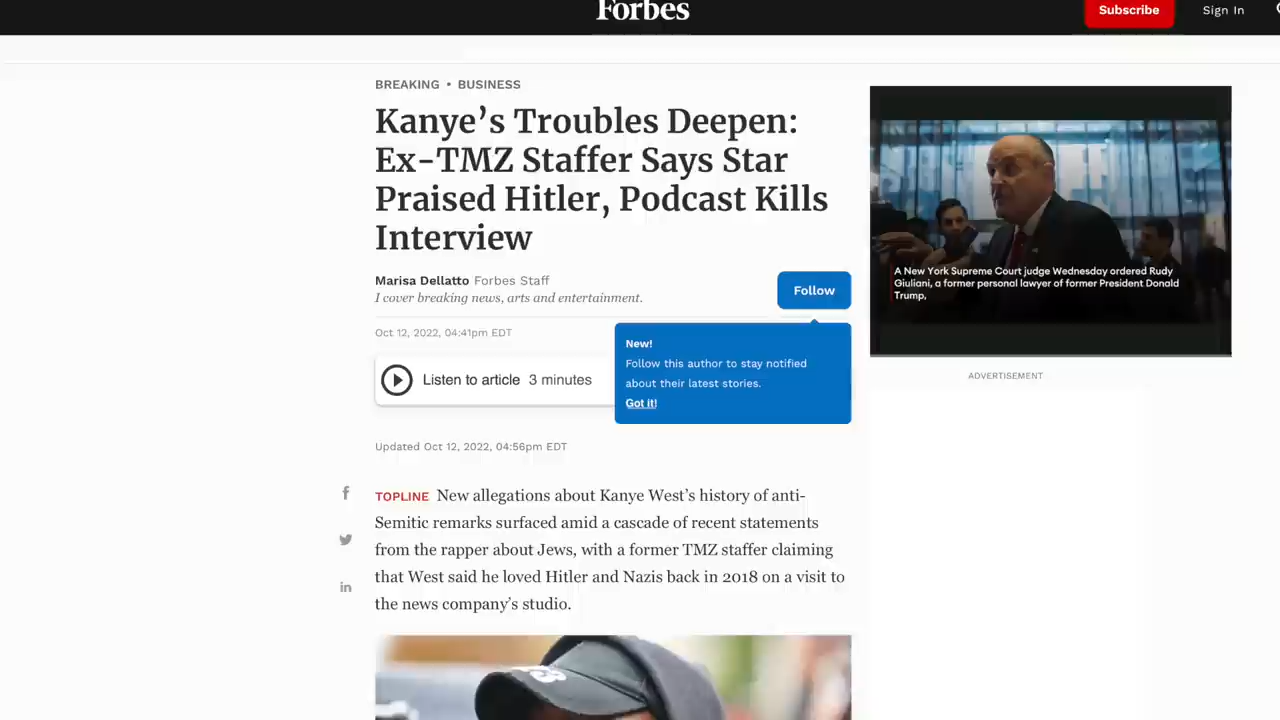 Forbes
Subscribe
Sign In
BREAKING • BUSINESS
Kanye’s Troubles Deepen:
Ex-TMZ Staffer Says Star
Praised Hitler, Podcast Kills
Interview
Marisa Dellatto Forbes Staff
I cover breaking news, arts and entertainment.
Follow
Oct 12, 2022, 04:41pm EDT
New!
Follow this author to stay notified
about their latest stories.
Got it!
Listen to article 3 minutes
Updated Oct 12, 2022, 04:56pm EDT
TOPLINE New allegations about Kanye West’s history of anti-
Semitic remarks surfaced amid a cascade of recent statements
from the rapper about Jews, with a former TMZ staffer claiming
that West said he loved Hitler and Nazis back in 2018 on a visit to
the news company’s studio.
A New York Supreme Court judge Wednesday ordered Rudy
Giuliani, a former personal lawyer of former President Donald
Trump,
ADVERTISEMENT